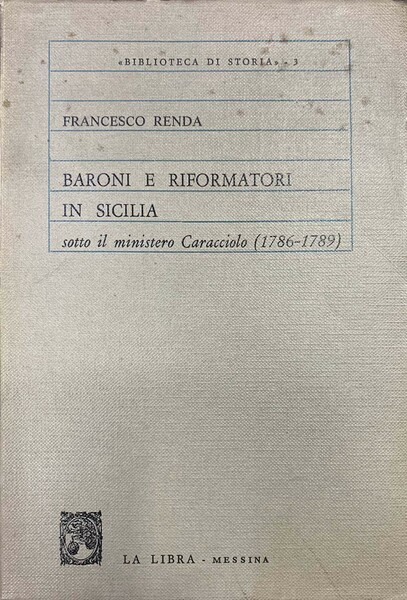 «BIBLIOTECA DI STORIA» - 3
FRANCESCO RENDA
BARONI E RIFORMATORI
IN SICILIA
sotto il ministero Caracciolo (1786-1789)
LA LIBRA - MESSINA